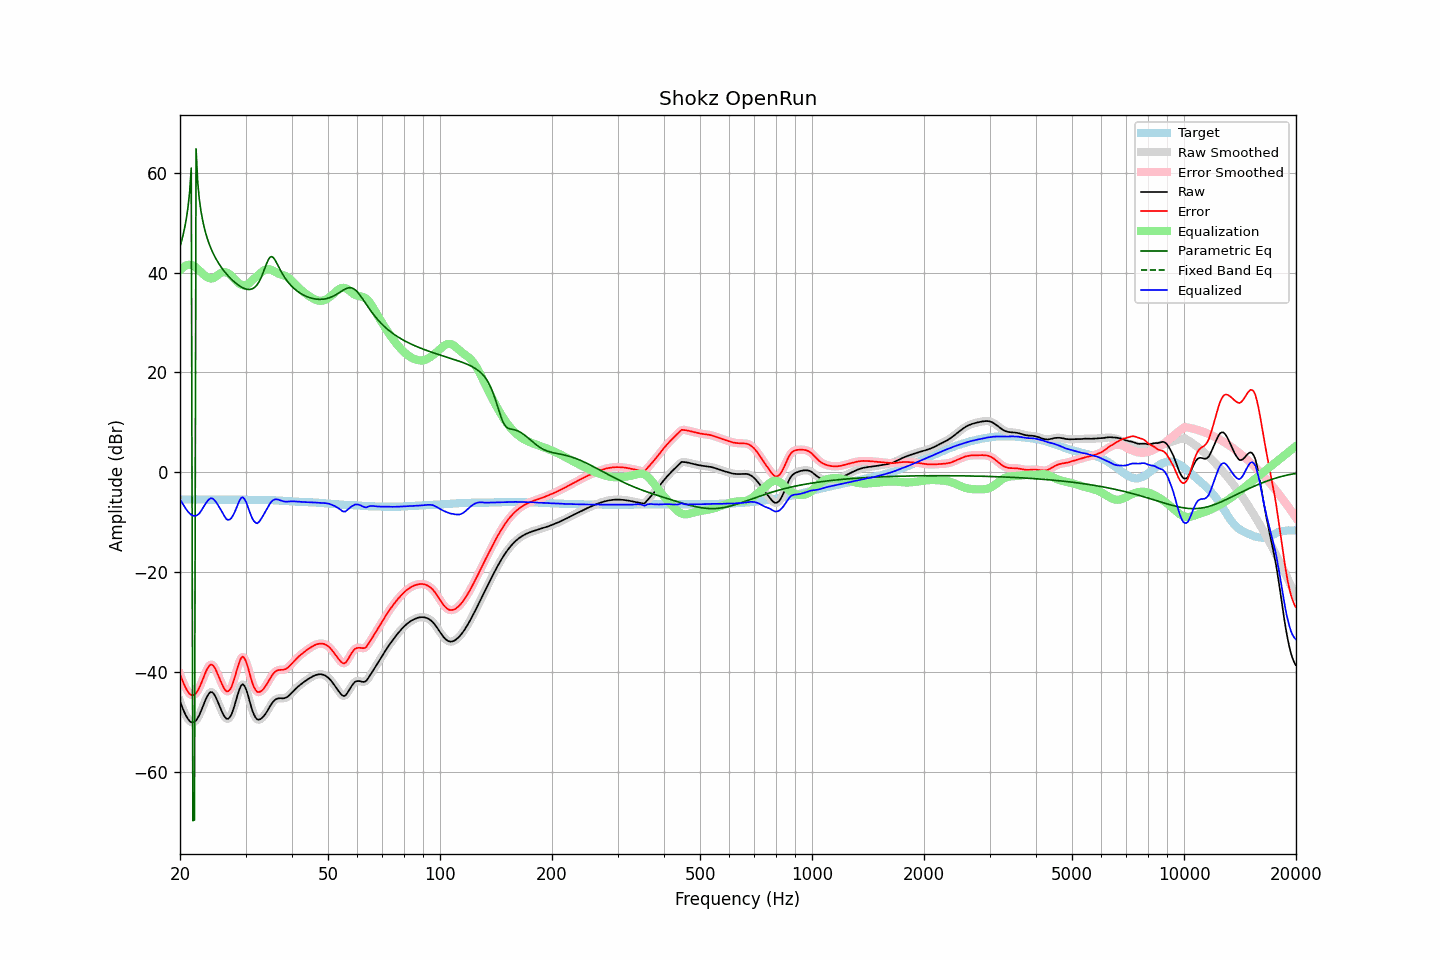 Shokz OpenRun
Target
Raw Smoothed
Error Smoothed
Raw
Error
Equalization
Parametric Eq
Fixed Band Eq
Equalized
Amplitude (dBr)
60
40
20
0
−20
−40
−60
20 50 100 200 500 1000 2000 5000 10000 20000
Frequency (Hz)